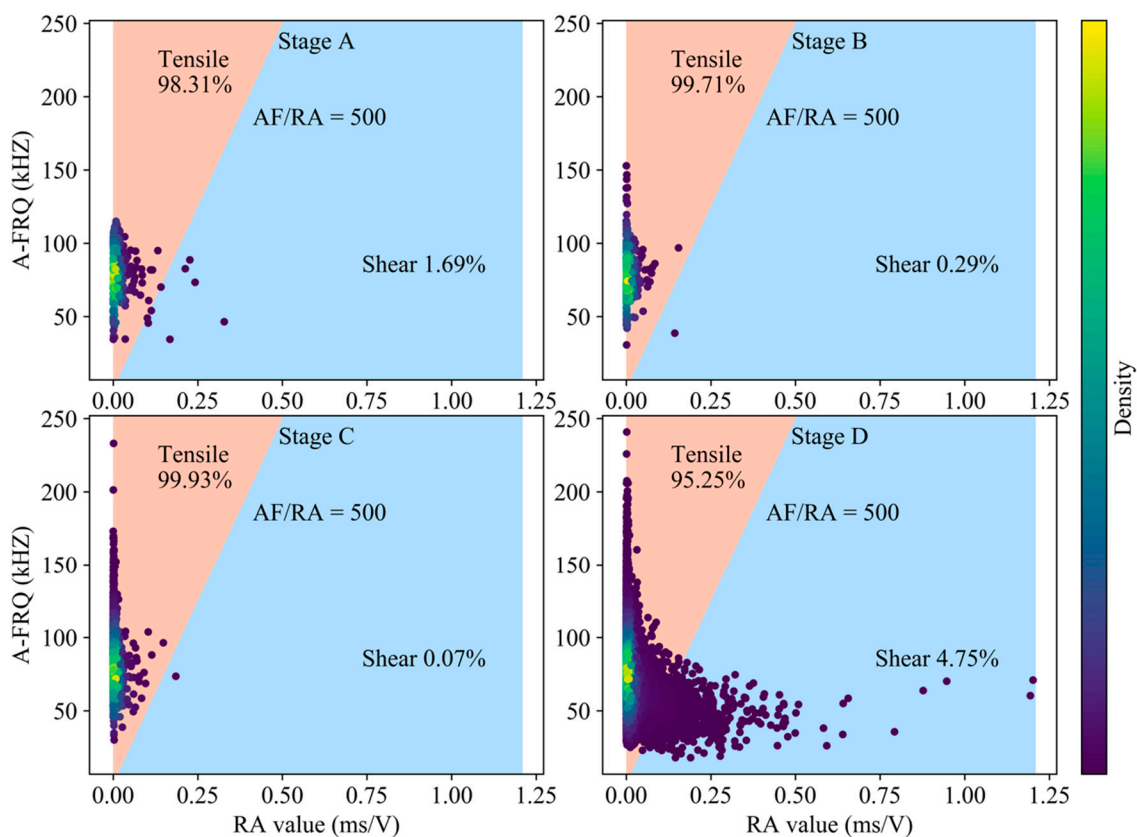 250
200
150
100
50
A-FRQ (kHZ)
Stage A
Tensile
98.31%
AF/RA = 500
Shear 1.69%
0.00 0.25 0.50 0.75 1.00 1.25
250
200
150
100
50
Stage B
Tensile
99.71%
AF/RA = 500
Shear 0.29%
0.00 0.25 0.50 0.75 1.00 1.25
250
200
150
100
50
A-FRQ (kHZ)
Stage C
Tensile
99.93%
AF/RA = 500
Shear 0.07%
0.00 0.25 0.50 0.75 1.00 1.25
RA value (ms/V)
250
200
150
100
50
Stage D
Tensile
95.25%
AF/RA = 500
Shear 4.75%
0.00 0.25 0.50 0.75 1.00 1.25
RA value (ms/V)
Density